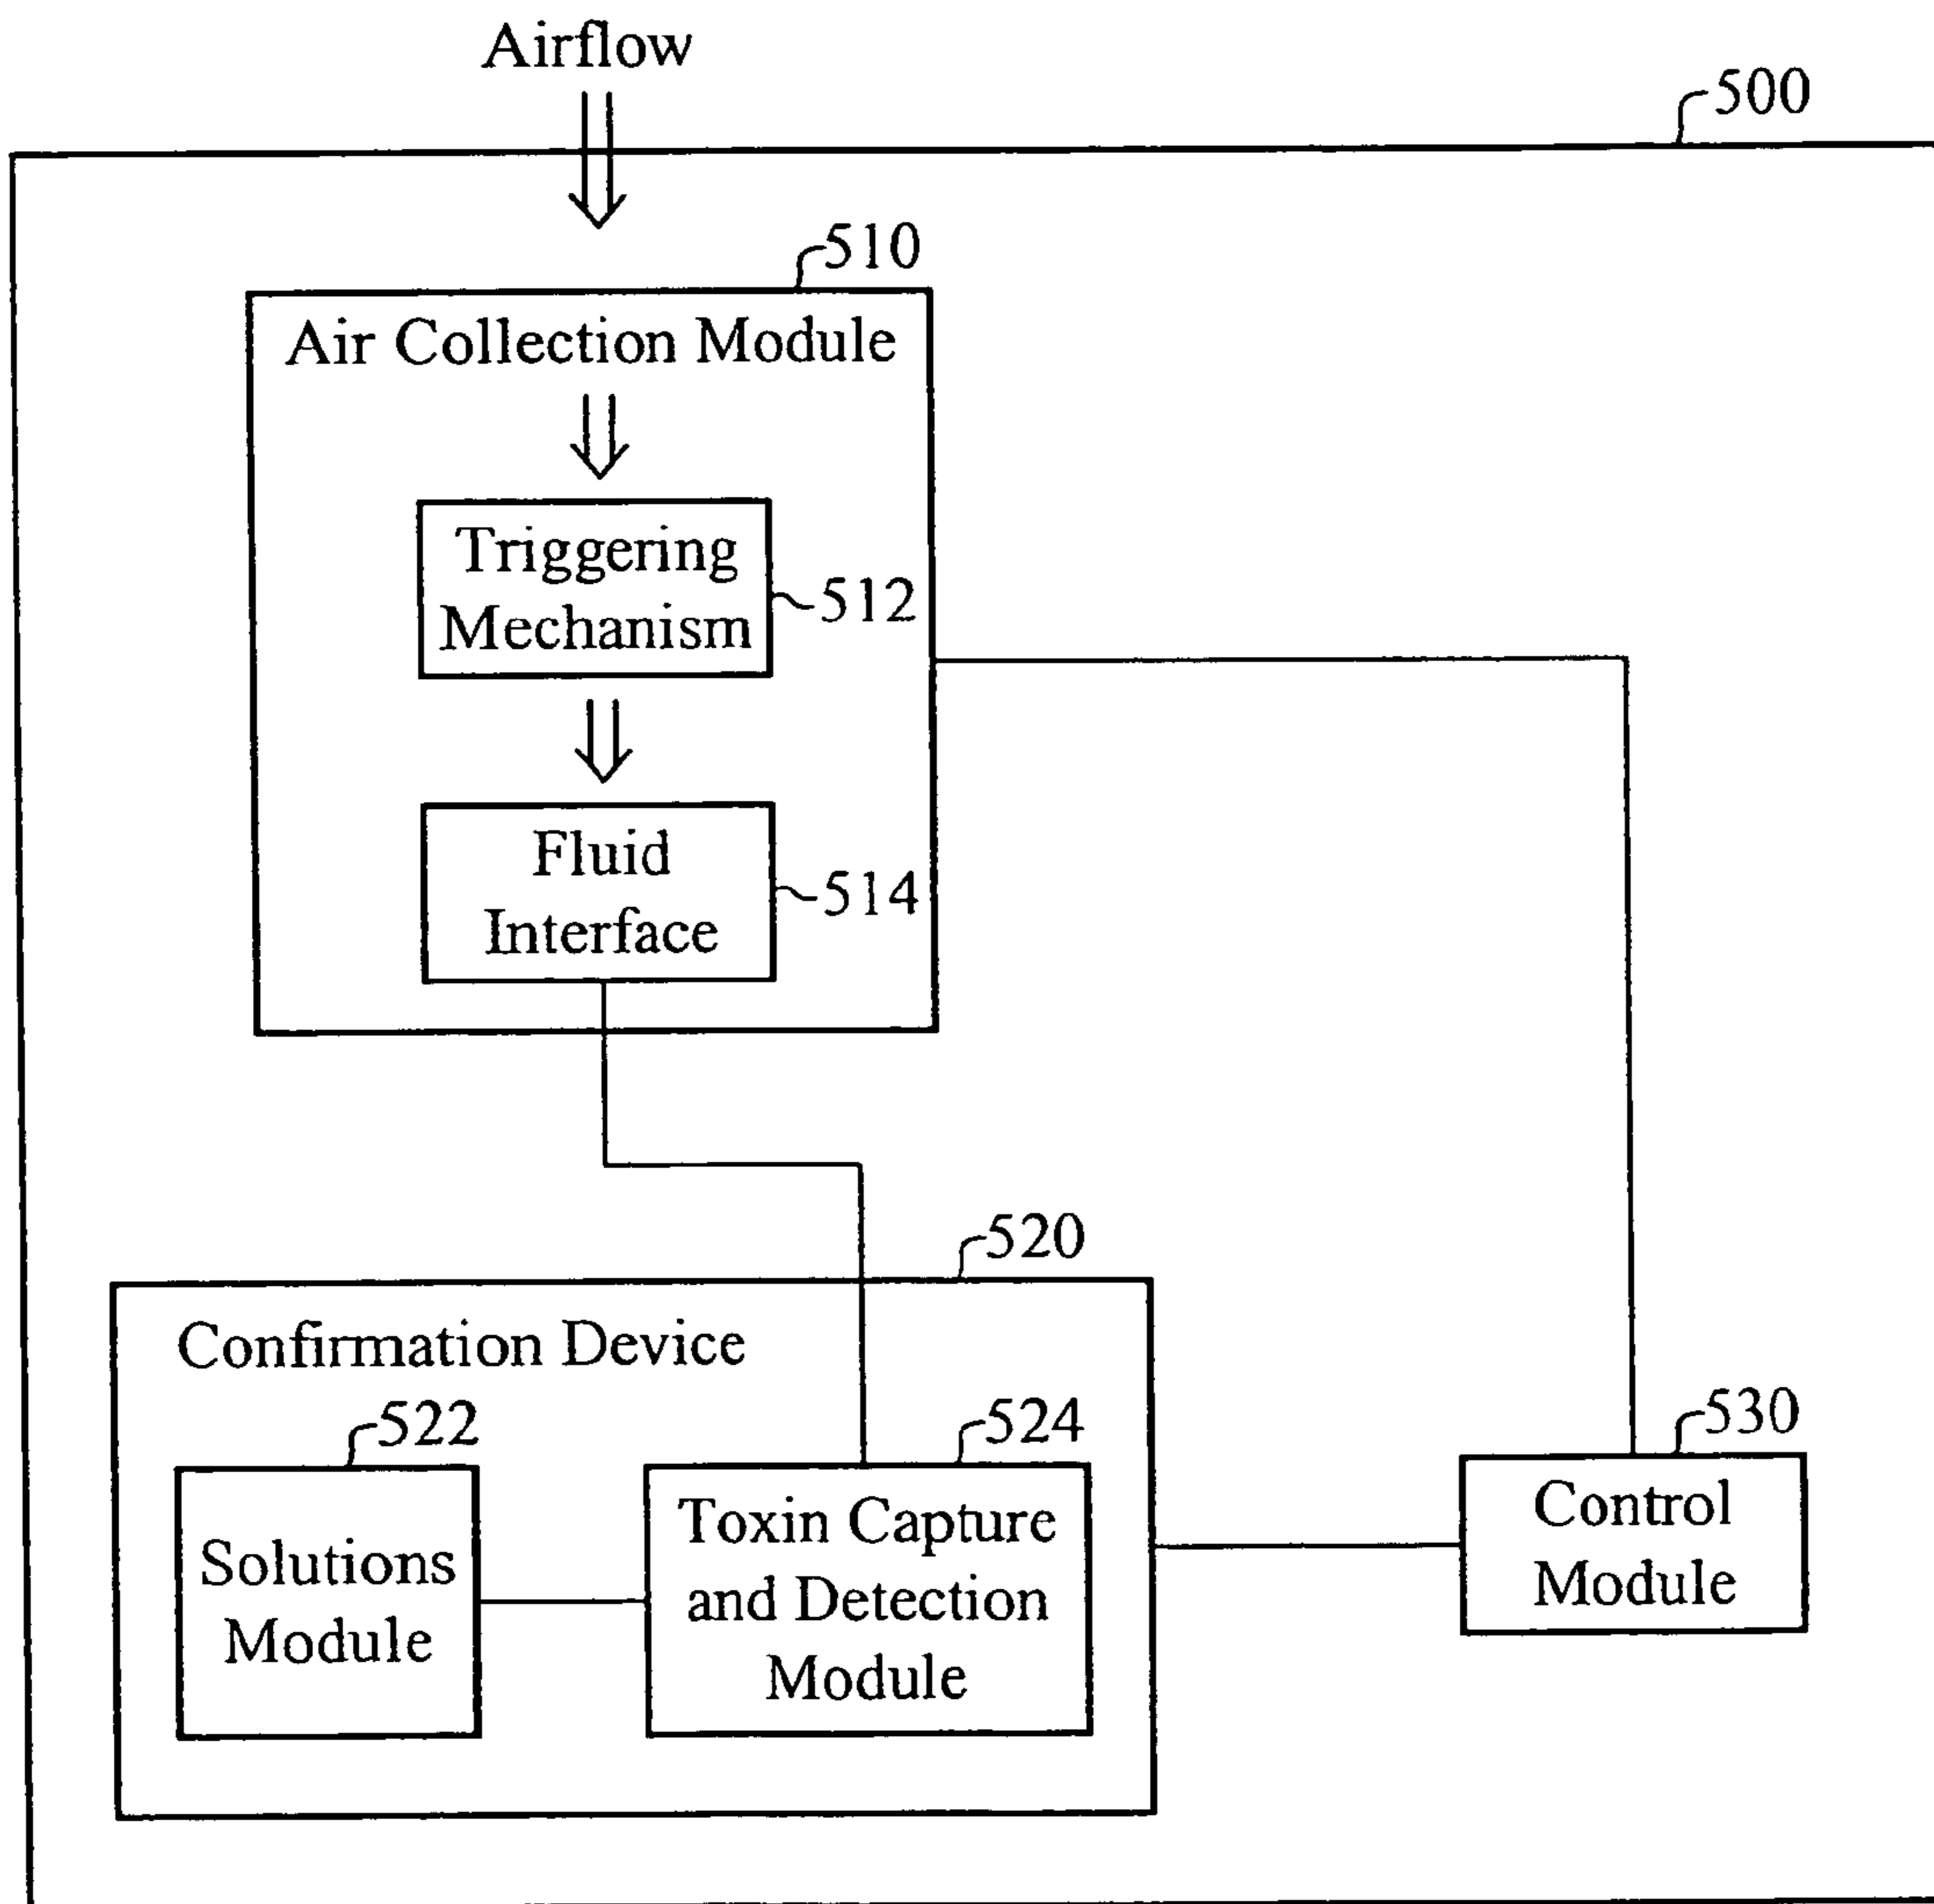 Airflow
500
510
Air Collection Module
Triggering
Mechanism
512
Fluid
Interface
514
520
Confirmation Device
522
524
530
Solutions
Module
Toxin Capture
and Detection
Module
Control
Module